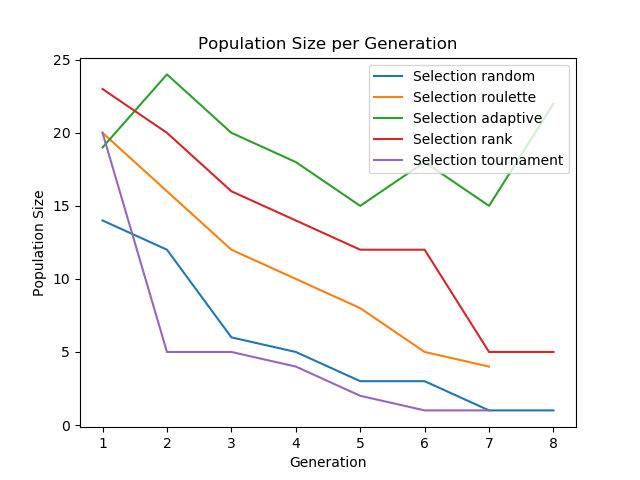 Population Size per Generation
25
20
15
10
5
0
Population Size
Selection random
Selection roulette
Selection adaptive
Selection rank
Selection tournament
1 2 3 4 5 6 7 8
Generation